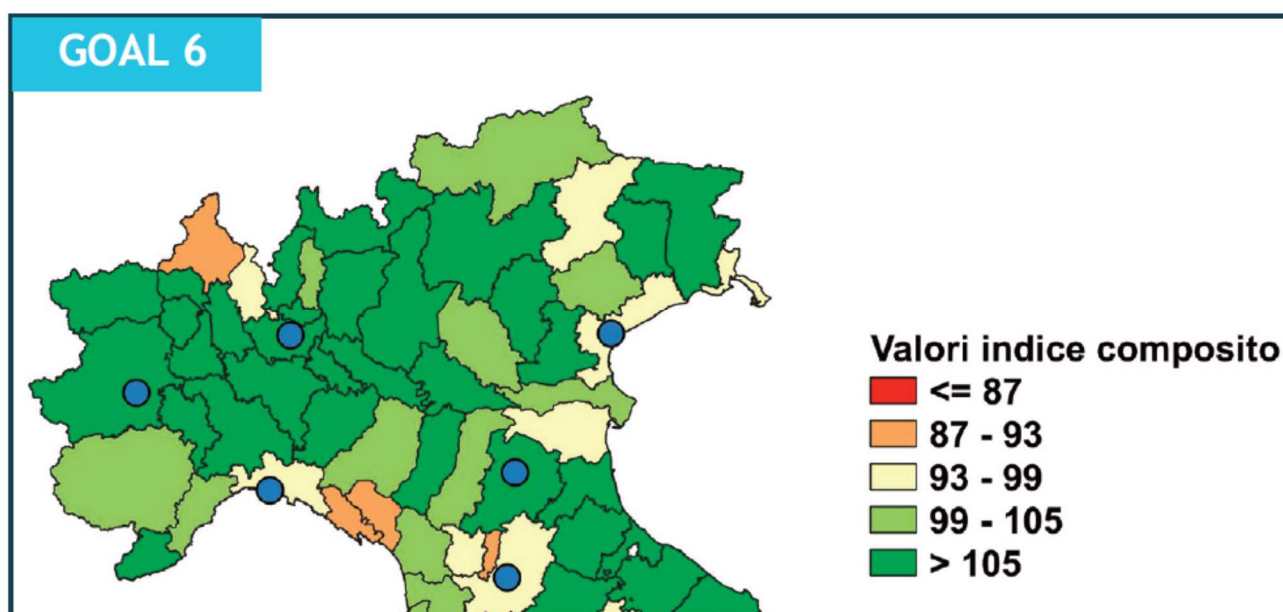 GOAL 6
Valori indice composito
<= 87
87 - 93
93 - 99
99 - 105
> 105